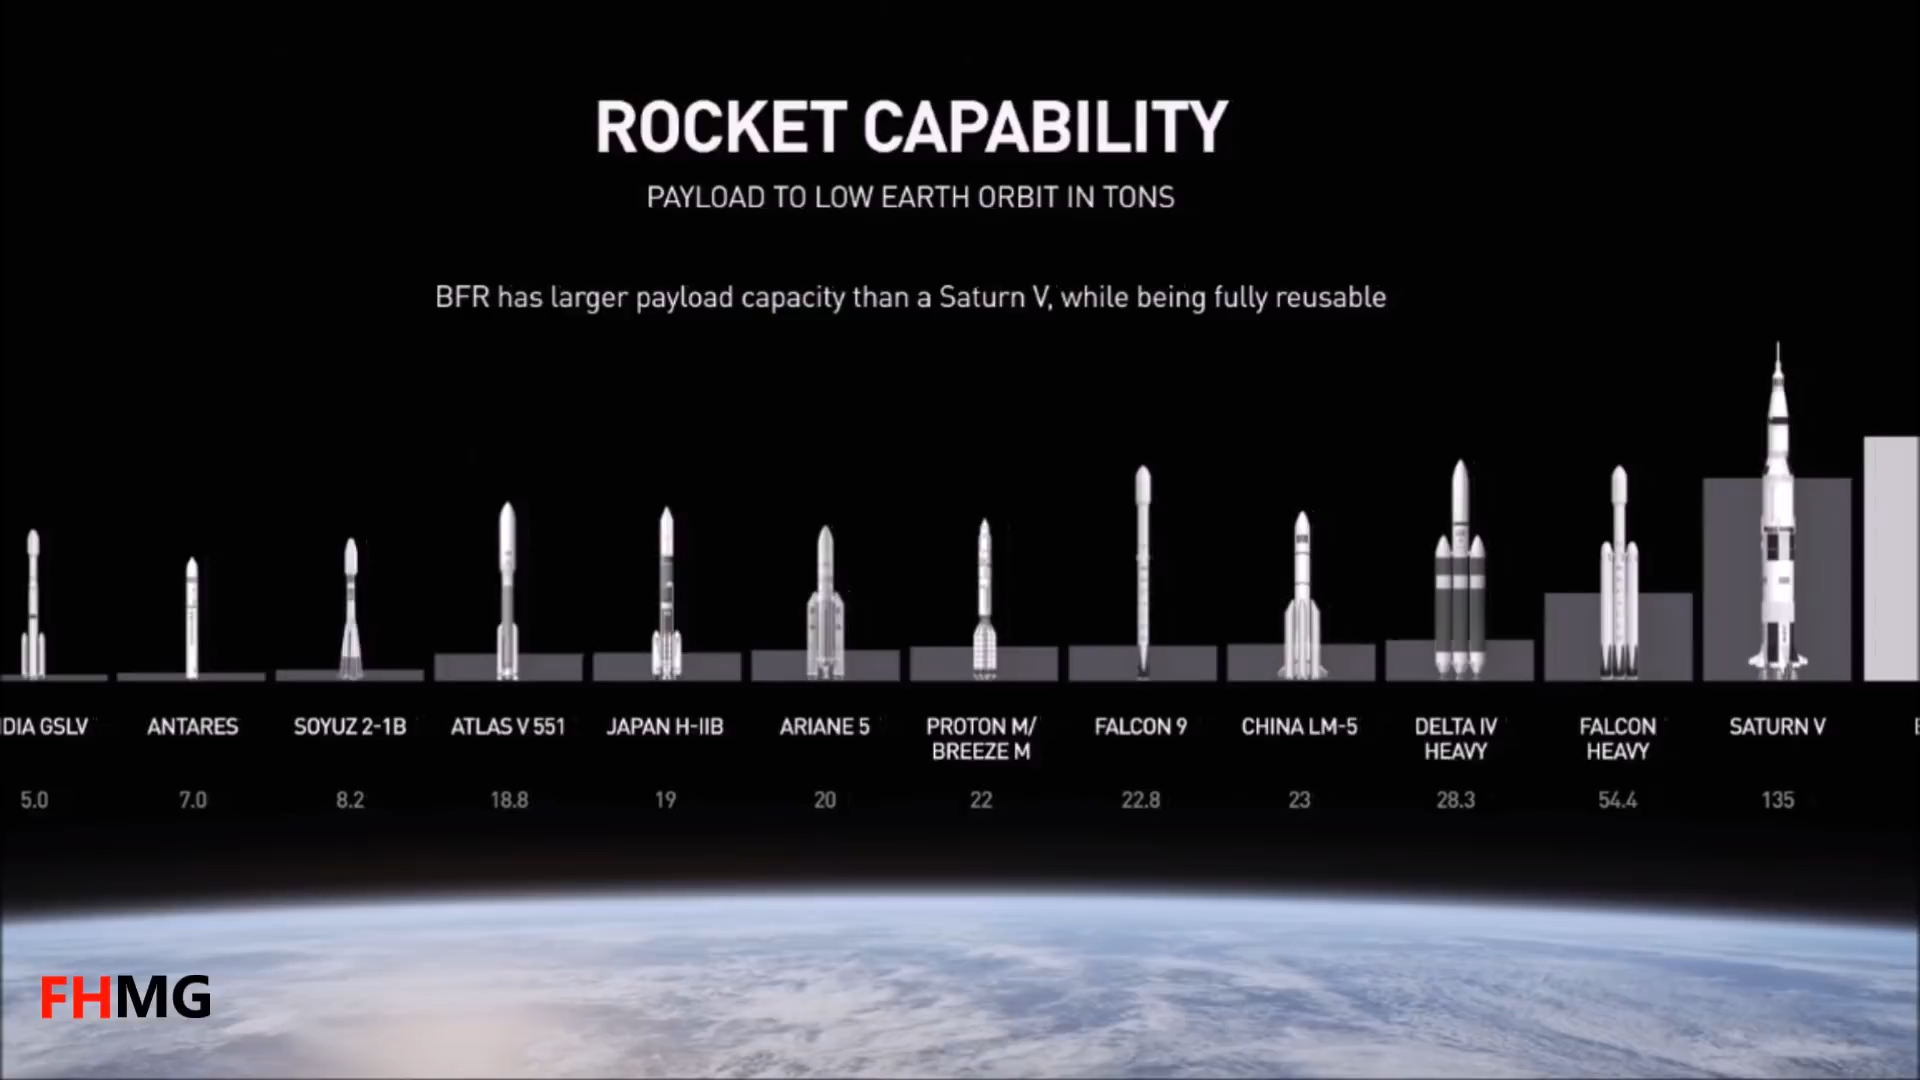 ROCKET CAPABILITY
PAYLOAD TO LOW EARTH ORBIT IN TONS
BFR has larger payload capacity than a Saturn V, while being fully reusable
DIA GSLV ANTARES SOYUZ 2-1B ATLAS V 551 JAPAN H-IIB ARIANE 5 PROTON M/ FALCON 9 CHINA LM-5 DELTA IV FALCON SATURN V
BREEZE M HEAVY HEAVY
5.0 7.0 8.2 18.8 19 20 22 22.8 23 28.3 54.4 135
FHMG